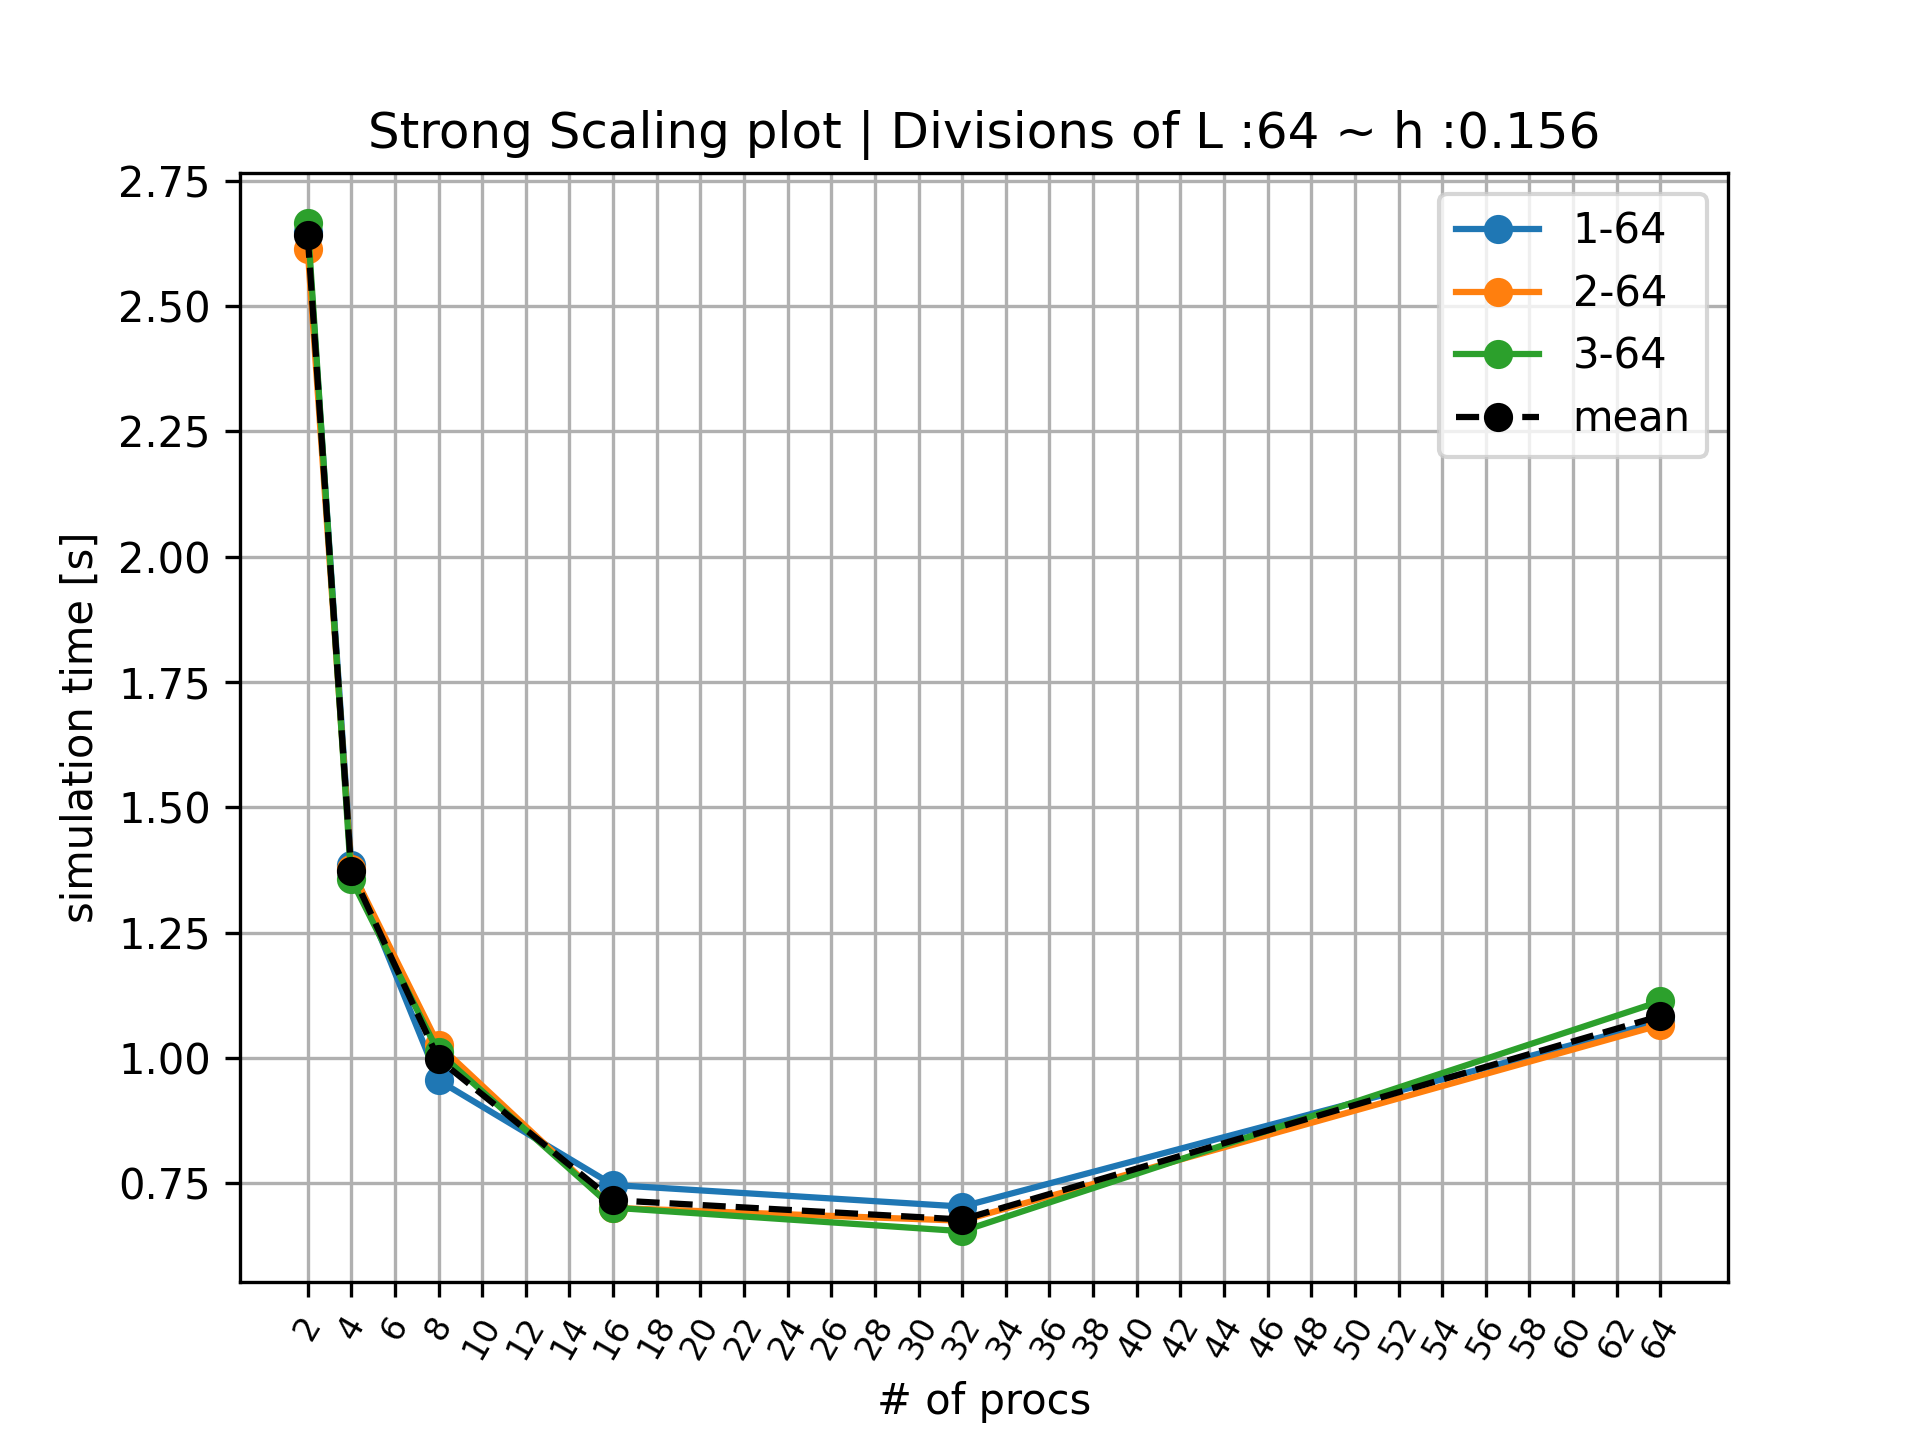 Strong Scaling plot | Divisions of L :64 ~ h :0.156
2.75
2.50
2.25
2.00
1.75
1.50
1.25
1.00
0.75
simulation time [s]
1-64
2-64
3-64
mean
2 4 6 8 10 12 14 16 18 20 22 24 26 28 30 32 34 36 38 40 42 44 46 48 50 52 54 56 58 60 62 64
# of procs